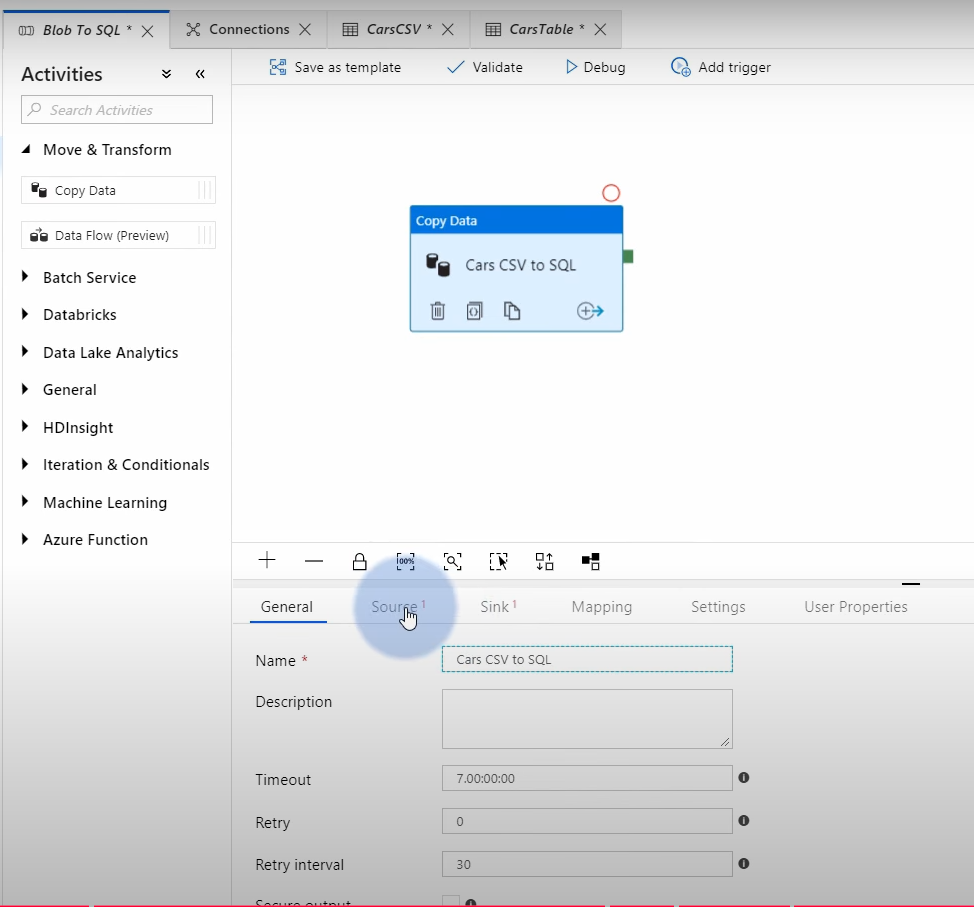 Blob To SQL * Connections CarsCSV * CarsTable *
Activities
Save as template Validate Debug Add trigger
Search Activities
Move & Transform
Copy Data
Data Flow (Preview)
Batch Service
Databricks
Data Lake Analytics
General
HDInsight
Iteration & Conditionals
Machine Learning
Azure Function
Copy Data
Cars CSV to SQL
100%
General Source 1 Sink 1 Mapping Settings User Properties
Name * Cars CSV to SQL
Description
Timeout 7.00:00:00
Retry 0
Retry interval 30
Secure output